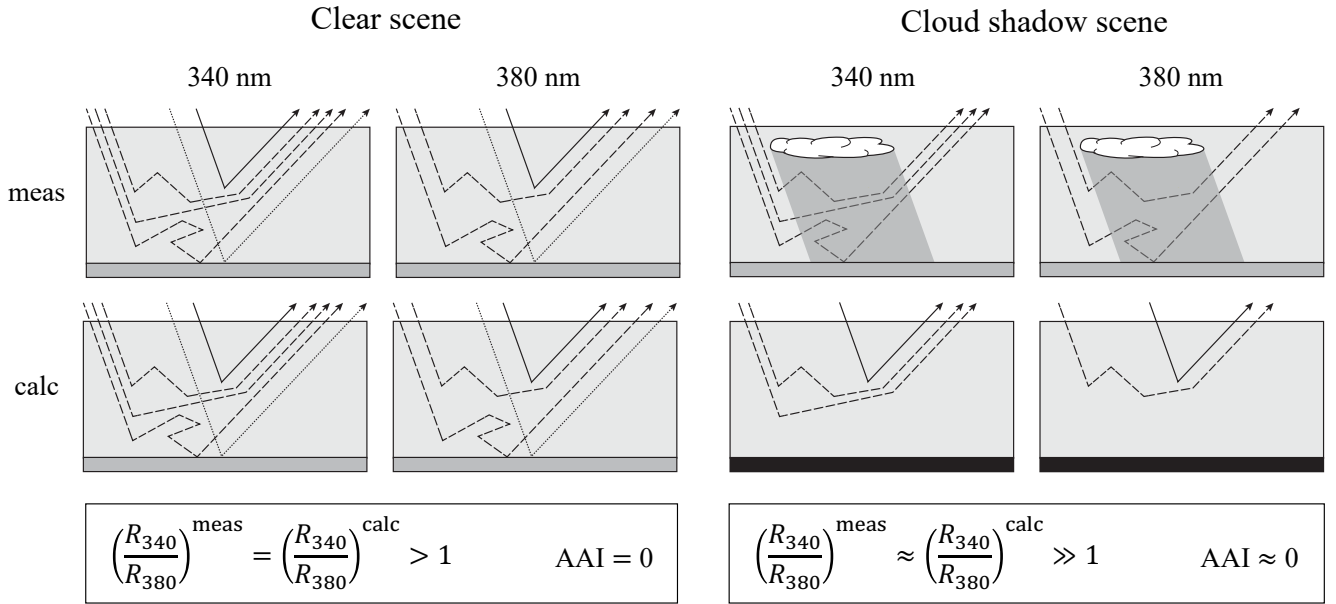 Clear scene
Cloud shadow scene
340 nm
380 nm
340 nm
380 nm
meas
calc
(R₃₄₀/R₃₈₀)ᵐᵉᵃˢ = (R₃₄₀/R₃₈₀)ᶜᵃˡᶜ > 1 AAI = 0
(R₃₄₀/R₃₈₀)ᵐᵉᵃˢ ≈ (R₃₄₀/R₃₈₀)ᶜᵃˡᶜ ≫ 1 AAI ≈ 0